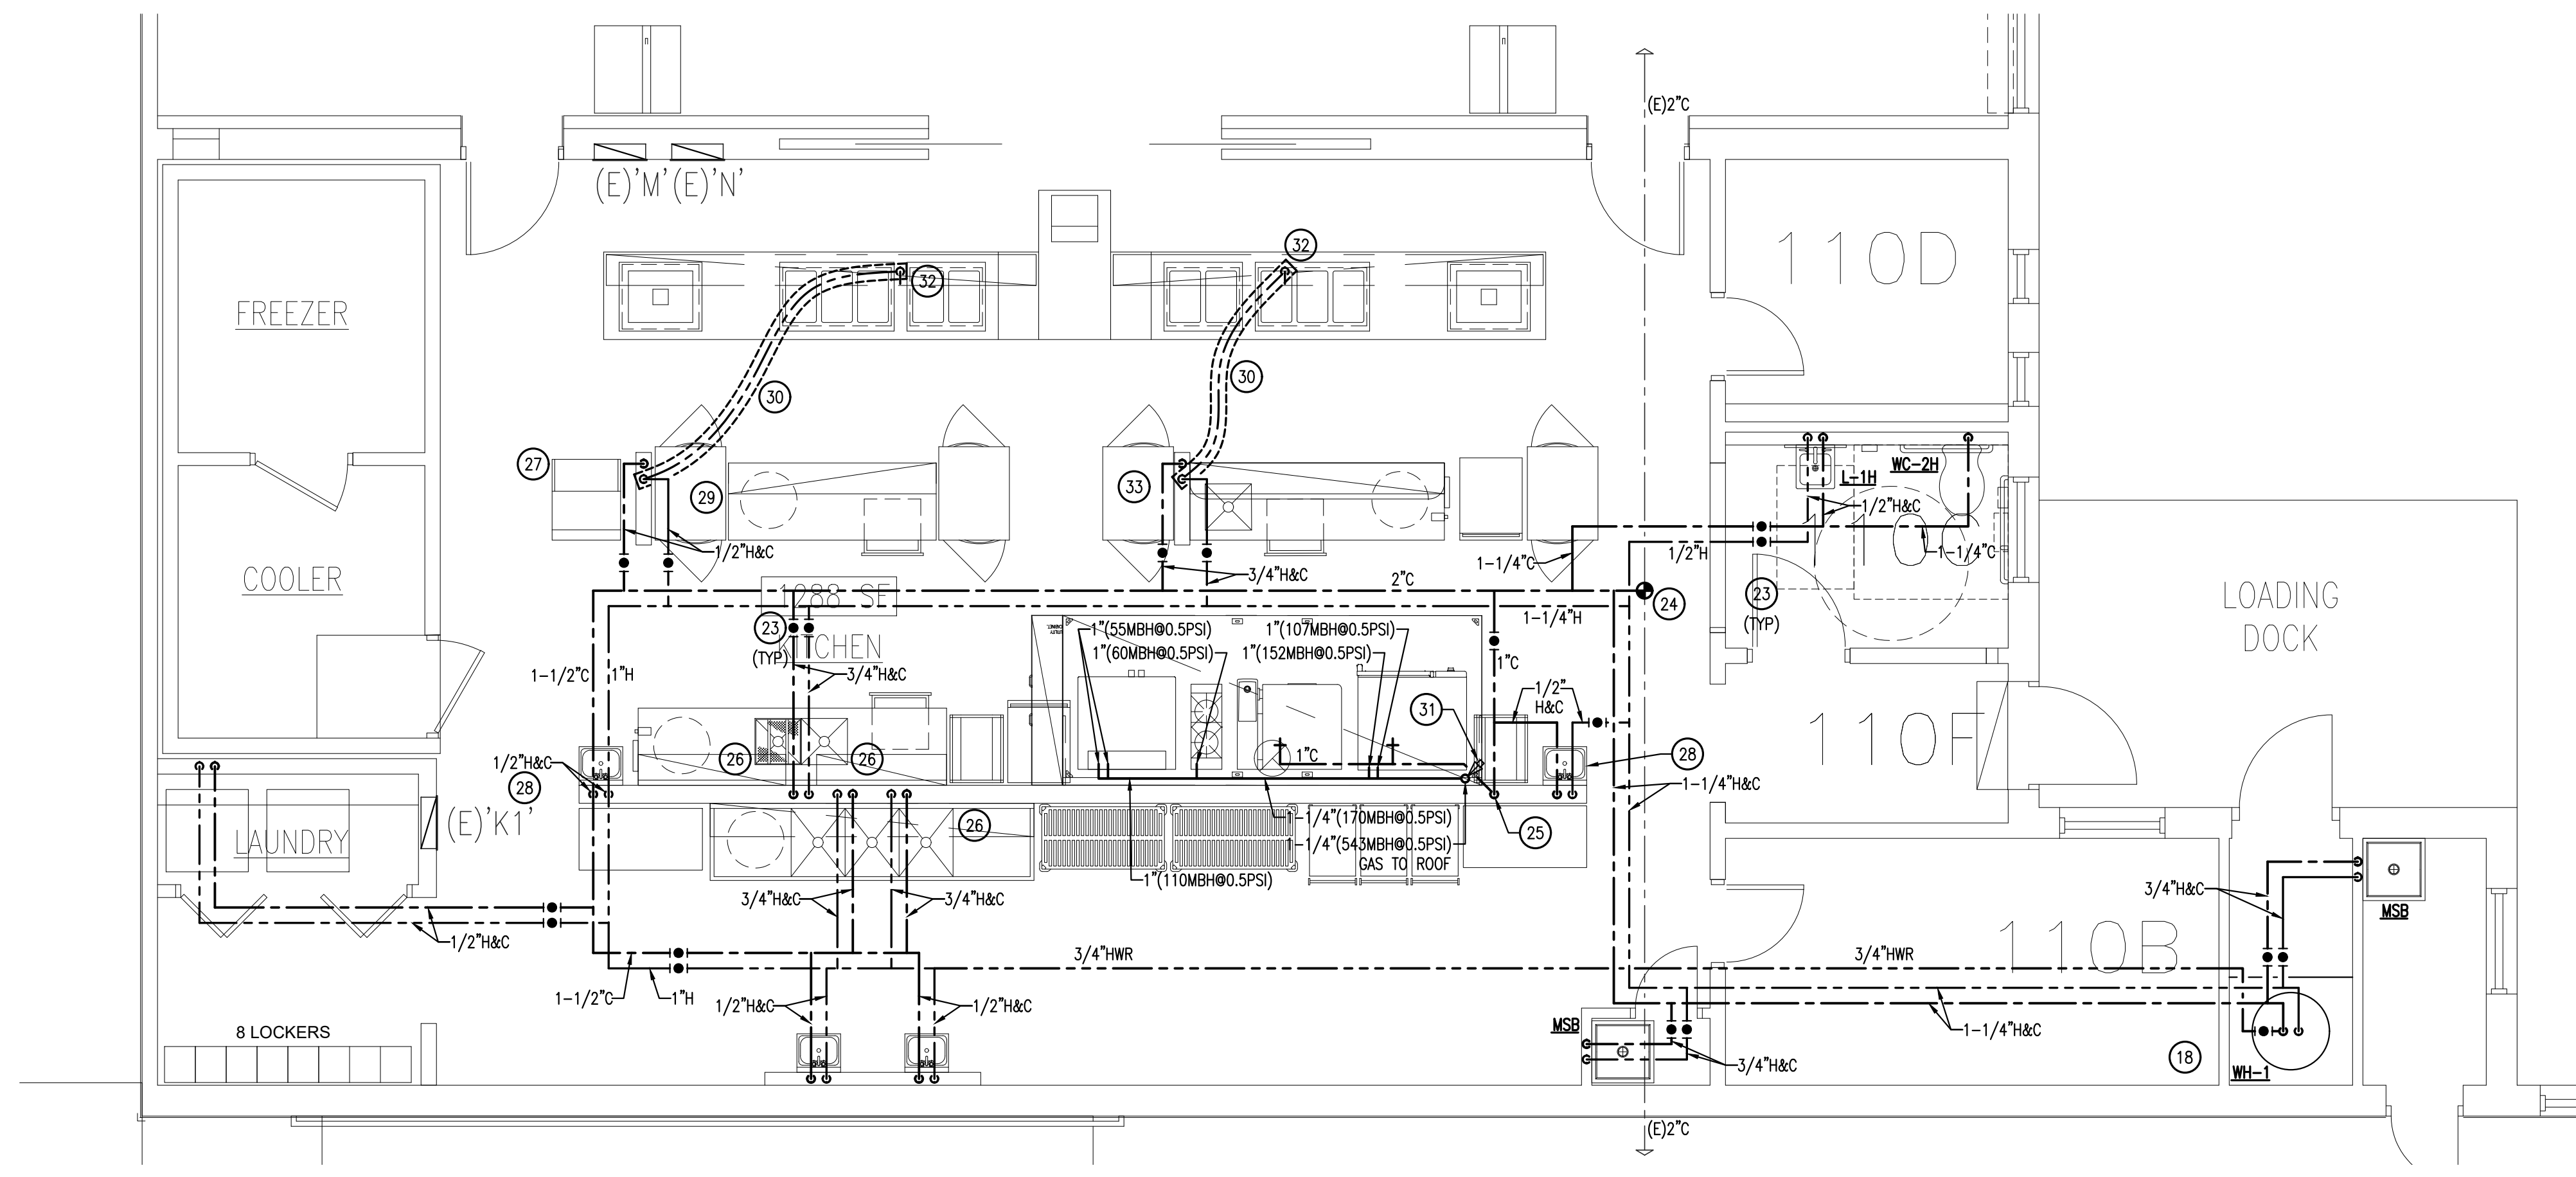 (E)2"C
(E)'M'
(E)'N'
110D
32
32
FREEZER
30
30
27
29
33
WC-2H
L-1H
1/2"H&C
1/2"H&C
1-1/4"C
1/2"H
1-1/4"C
3/4"H&C
2"C
COOLER
1288 SF
24
23
(TYP)
LOADING
DOCK
1-1/4"H
23
(TYP)
KITCHEN
1"(55MBH@0.5PSI)
1"(107MBH@0.5PSI)
1"(60MBH@0.5PSI)
1"(152MBH@0.5PSI)
1"C
1-1/2"C
1"H
3/4"H&C
1/2"
H&C
31
110F
26
26
1"C
28
1/2"H&C
28
1-1/4"H&C
(E)'K1'
LAUNDRY
26
1-1/4"(170MBH@0.5PSI)
25
1-1/4"(543MBH@0.5PSI)
GAS TO ROOF
1"(110MBH@0.5PSI)
3/4"H&C
3/4"H&C
3/4"H&C
MSB
1/2"H&C
110B
3/4"HWR
3/4"HWR
1-1/2"C
1"H
1/2"H&C
1/2"H&C
8 LOCKERS
MSB
1-1/4"H&C
3/4"H&C
18
WH-1
(E)2"C